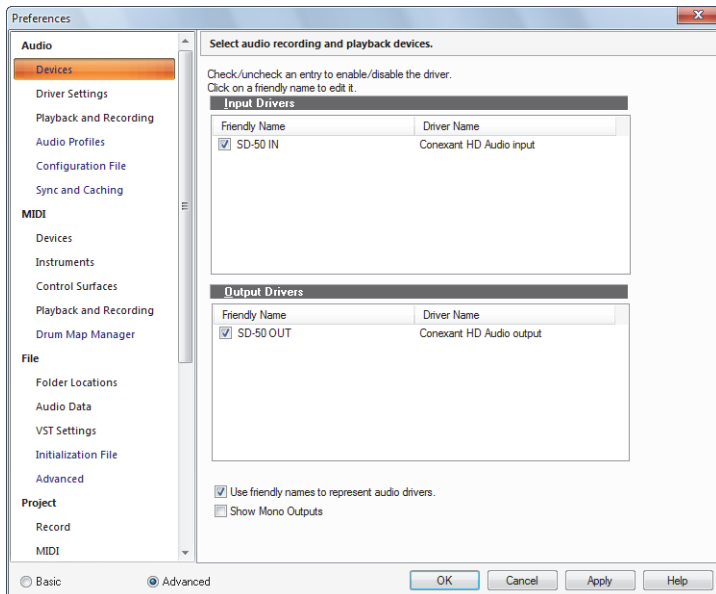 Preferences
Audio
Devices
Driver Settings
Playback and Recording
Audio Profiles
Configuration File
Sync and Caching
MIDI
Devices
Instruments
Control Surfaces
Playback and Recording
Drum Map Manager
File
Folder Locations
Audio Data
VST Settings
Initialization File
Advanced
Project
Record
MIDI
Basic
Advanced
Select audio recording and playback devices.
Check/uncheck an entry to enable/disable the driver.
Click on a friendly name to edit it.
Input Drivers
Friendly Name Driver Name
SD-50 IN Conexant HD Audio input
Output Drivers
Friendly Name Driver Name
SD-50 OUT Conexant HD Audio output
Use friendly names to represent audio drivers.
Show Mono Outputs
OK Cancel Apply Help